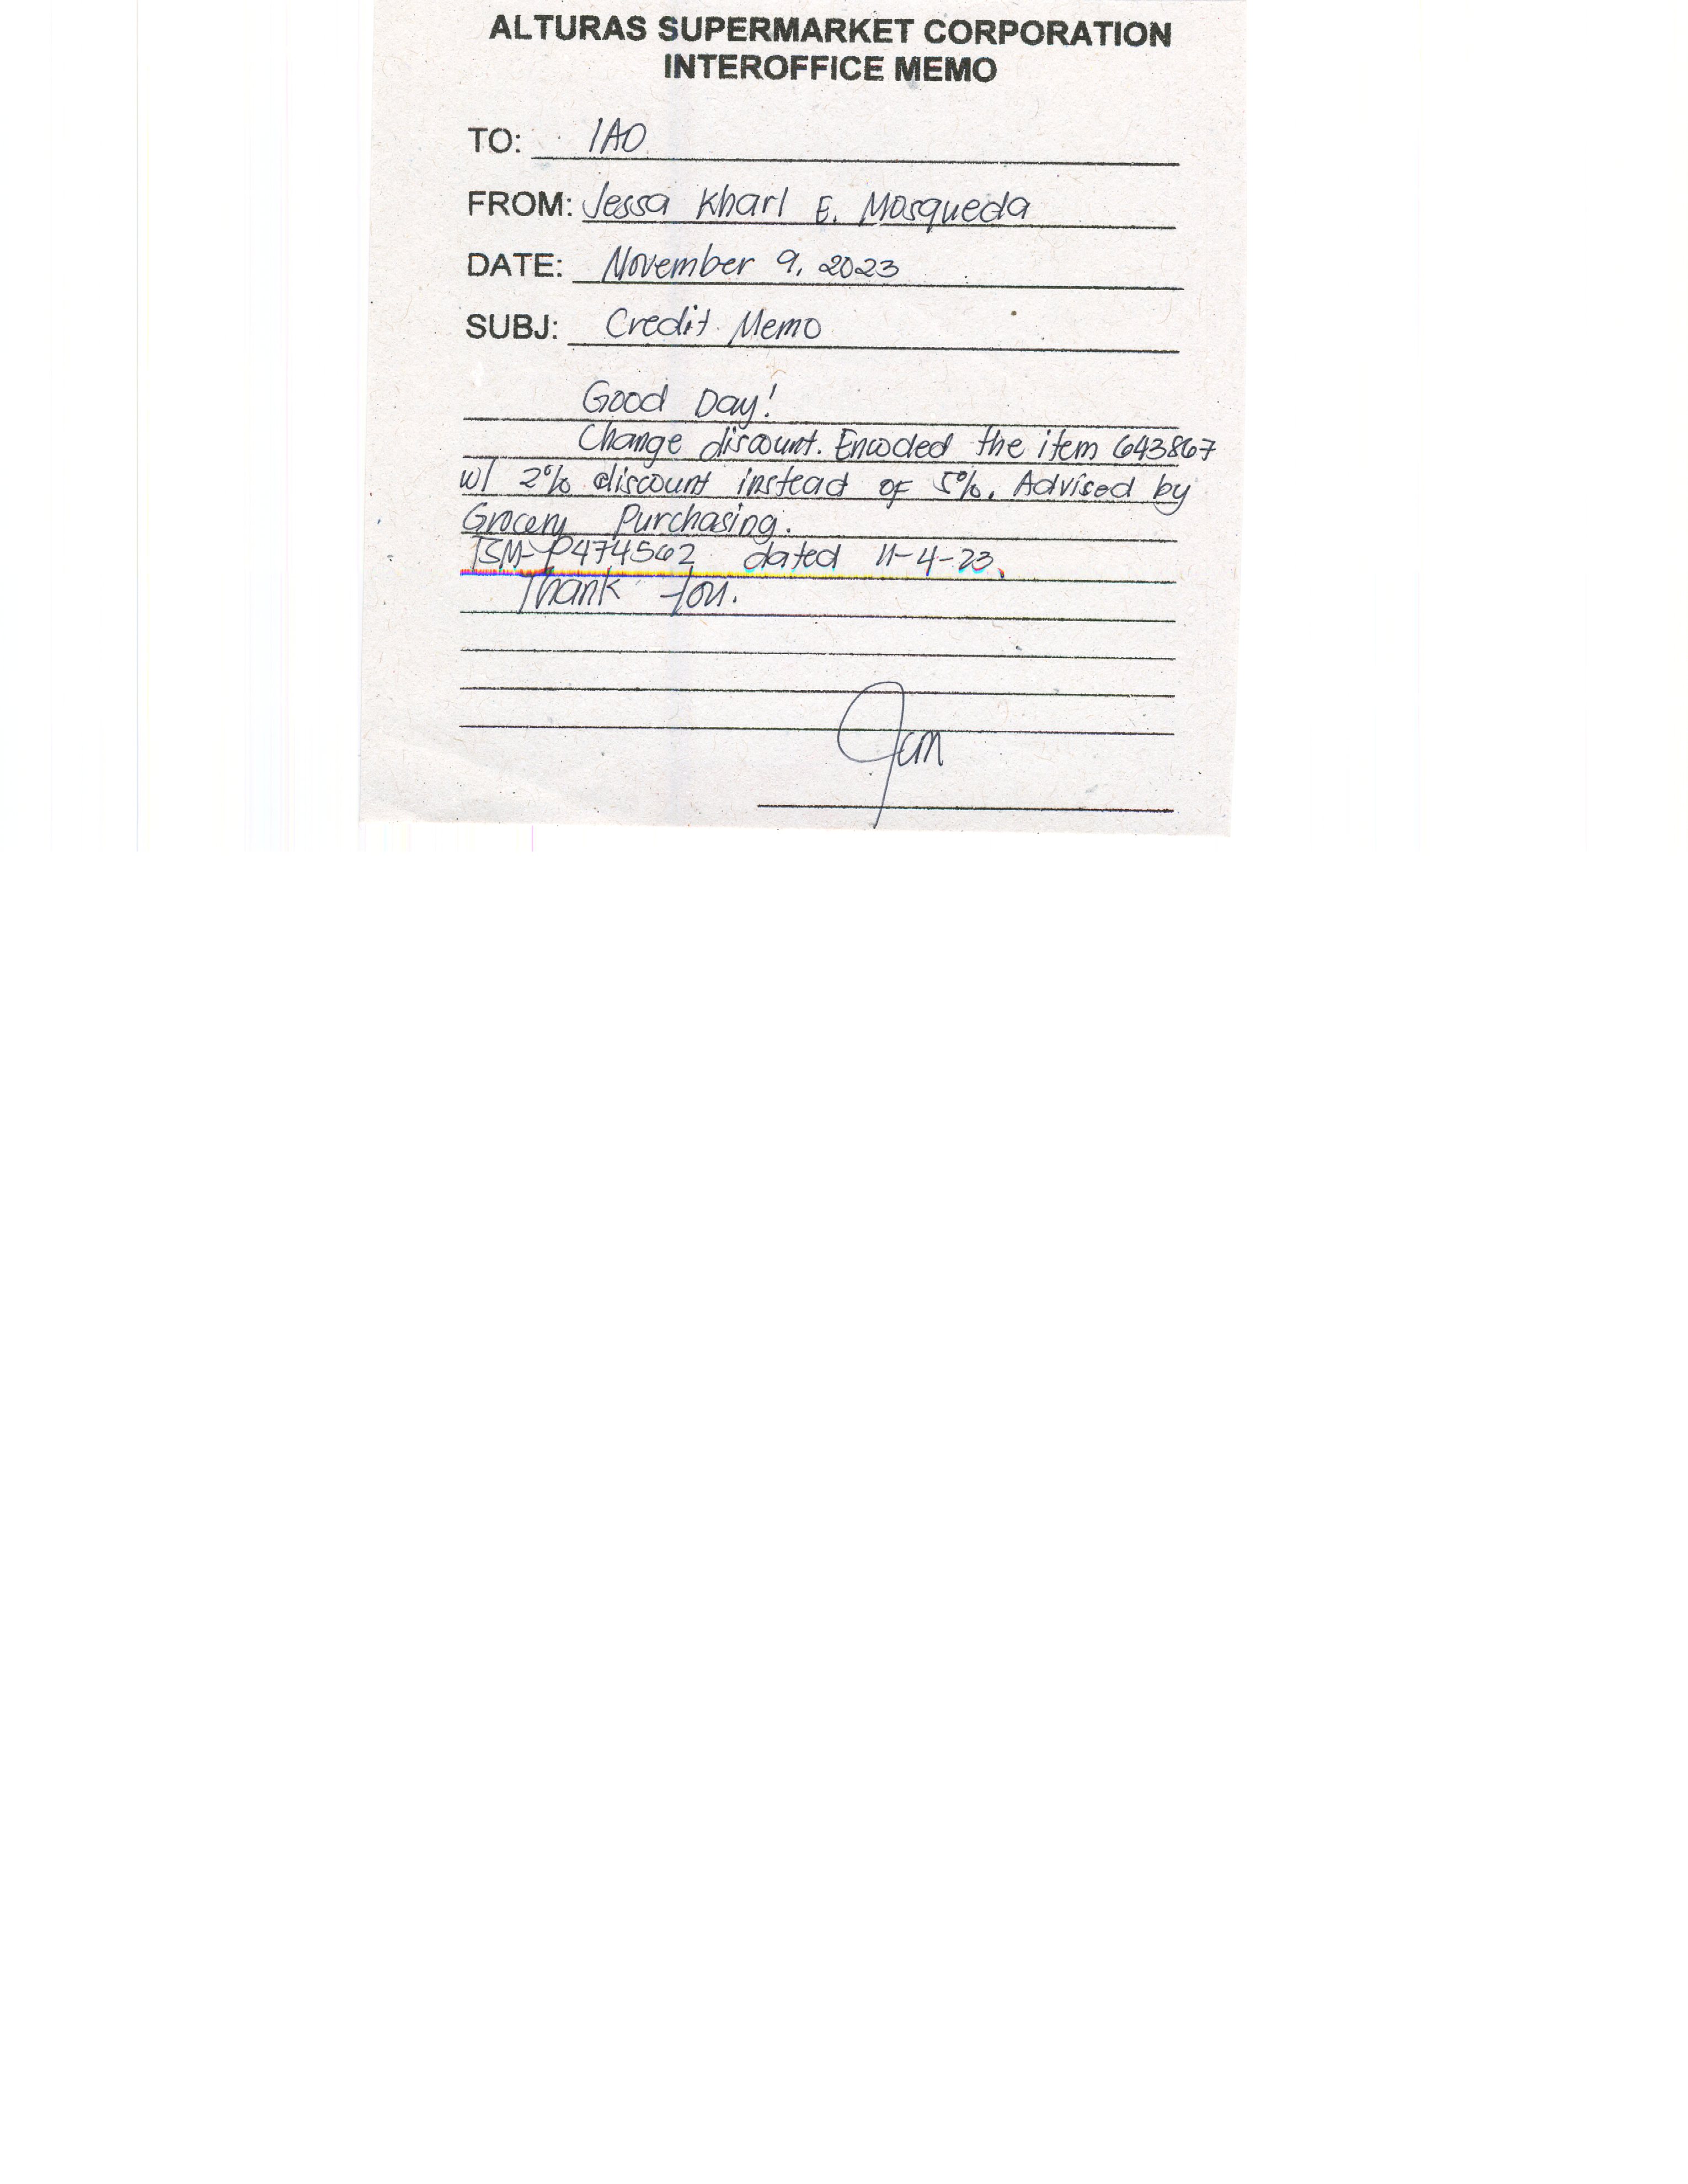 ALTURAS SUPERMARKET CORPORATION
INTEROFFICE MEMO
TO: IAO
FROM: Jessa Kharl E. Mosqueda
DATE: November 9, 2023
SUBJ: Credit Memo
Good Day!
Change discount. Encoded the item 643867
w/ 2% discount instead of 5%. Advised by
Grocery Purchasing.
TSM-P474562 dated 11-4-23.
Thank You.